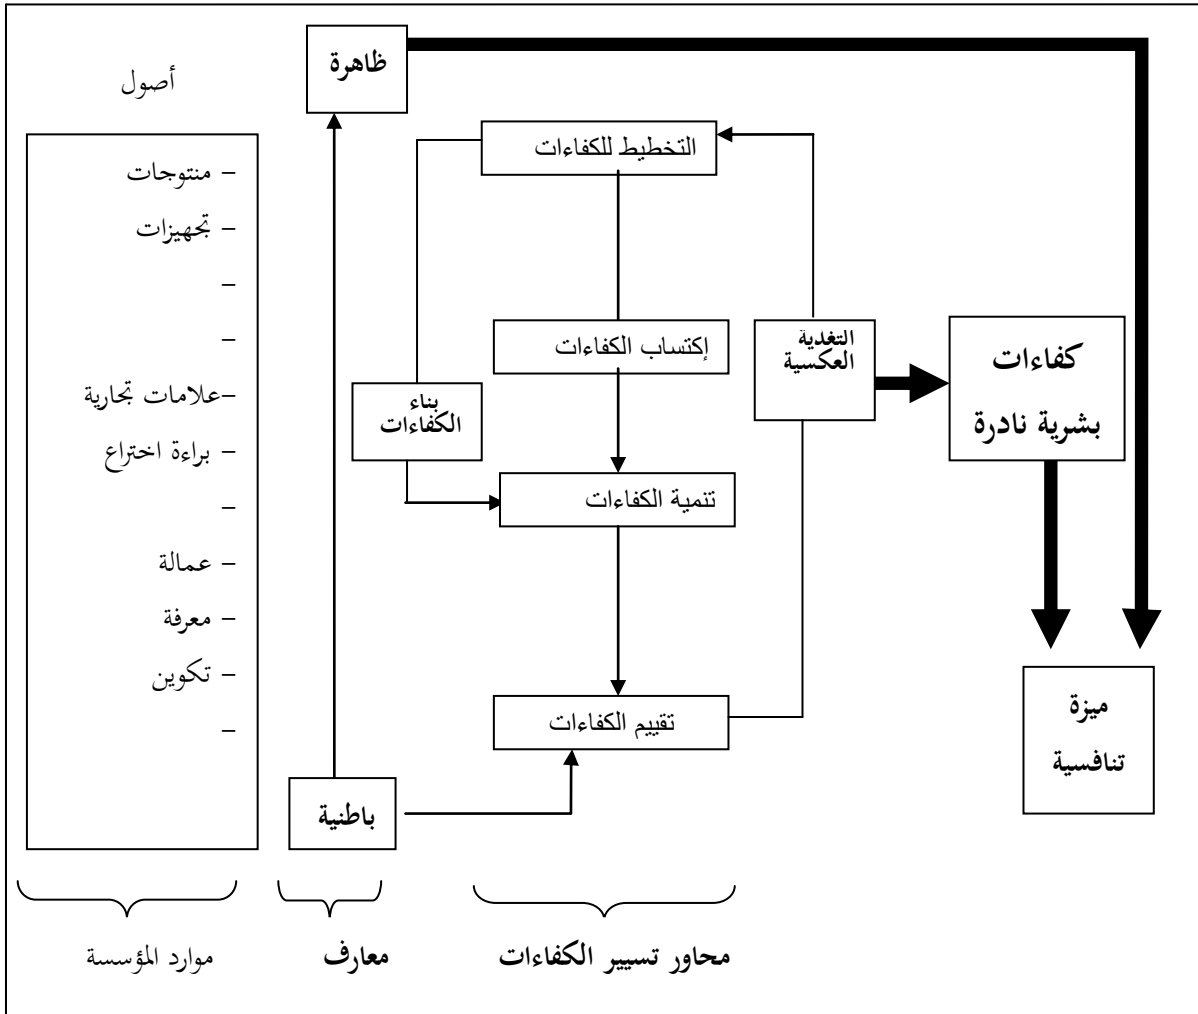 أصول
– منتوجات
– تجهيزات
–
–
–علامات تجارية
– براءة اختراع
–
– عمالة
– معرفة
– تكوين
–
موارد المؤسسة
ظاهرة
باطنية
معارف
التخطيط للكفاءات
إكتساب الكفاءات
بناء
الكفاءات
تنمية الكفاءات
تقييم الكفاءات
محاور تسيير الكفاءات
التغدية
العكسية
كفاءات
بشرية نادرة
ميزة
تنافسية